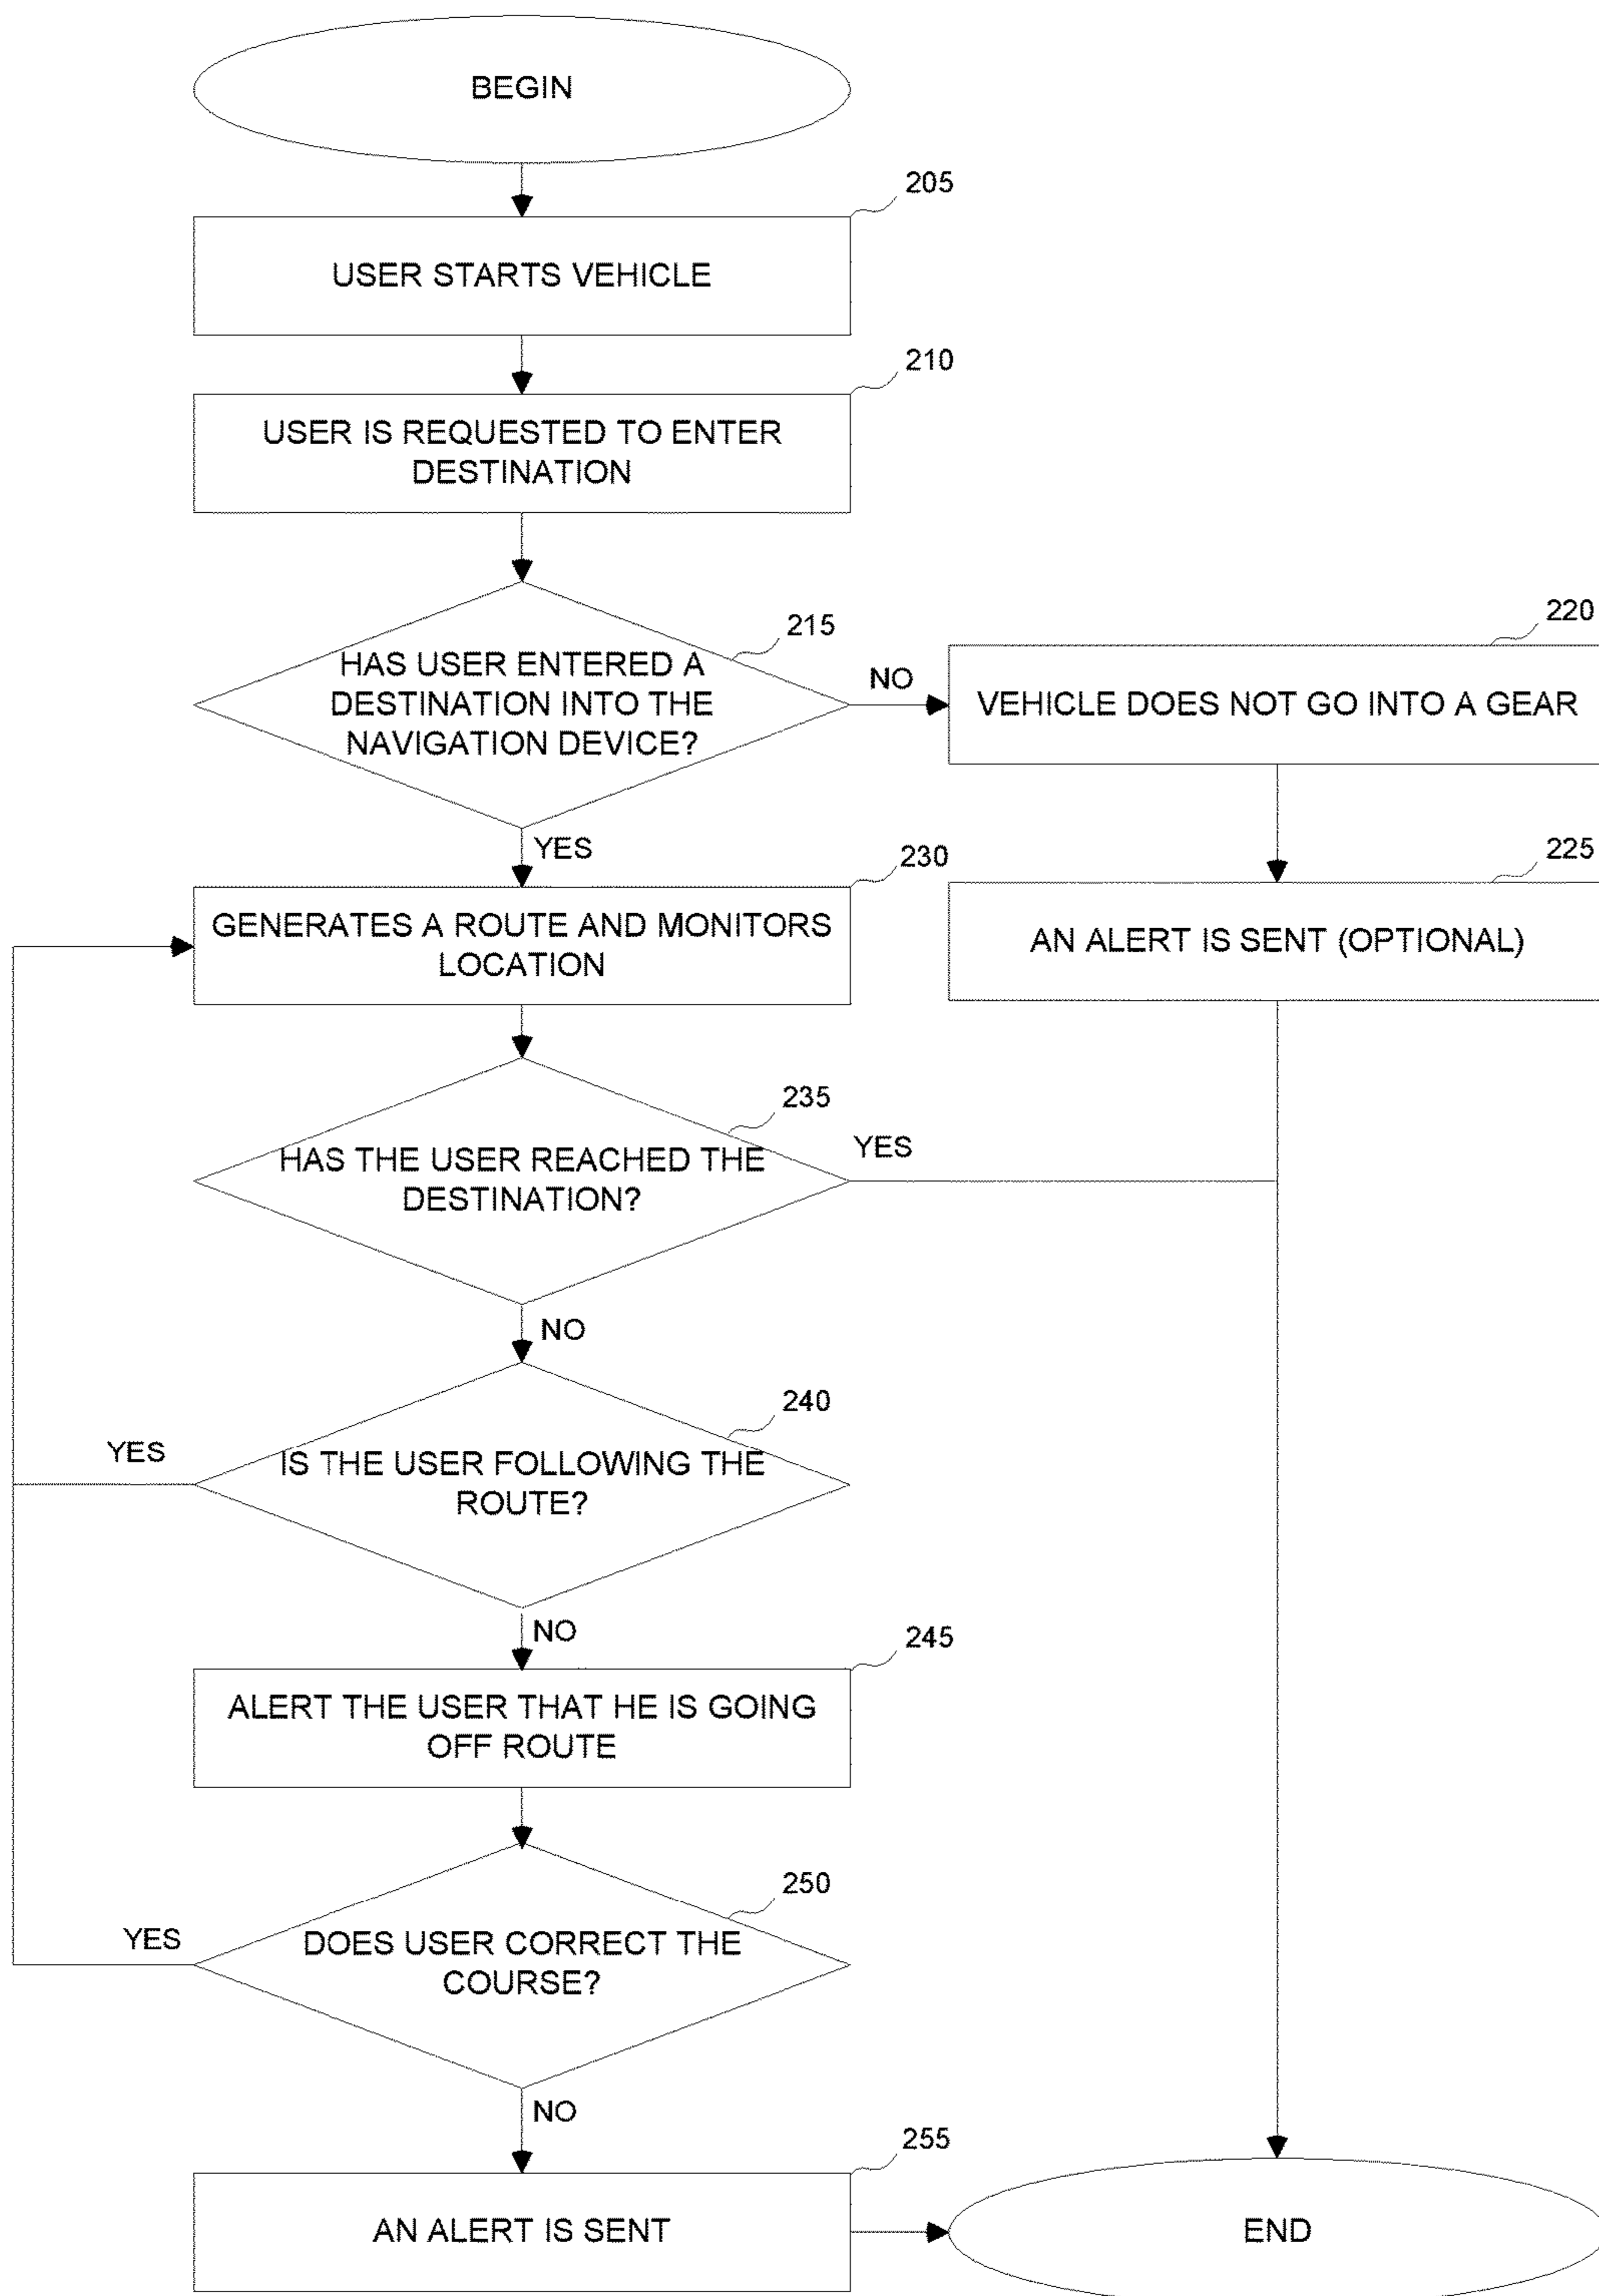 BEGIN
205
USER STARTS VEHICLE
210
USER IS REQUESTED TO ENTER
DESTINATION
215
HAS USER ENTERED A
DESTINATION INTO THE
NAVIGATION DEVICE?
NO
220
VEHICLE DOES NOT GO INTO A GEAR
YES
230
GENERATES A ROUTE AND MONITORS
LOCATION
225
AN ALERT IS SENT (OPTIONAL)
235
HAS THE USER REACHED THE
DESTINATION?
YES
NO
240
IS THE USER FOLLOWING THE
ROUTE?
YES
NO
245
ALERT THE USER THAT HE IS GOING
OFF ROUTE
250
DOES USER CORRECT THE
COURSE?
YES
NO
255
AN ALERT IS SENT
END